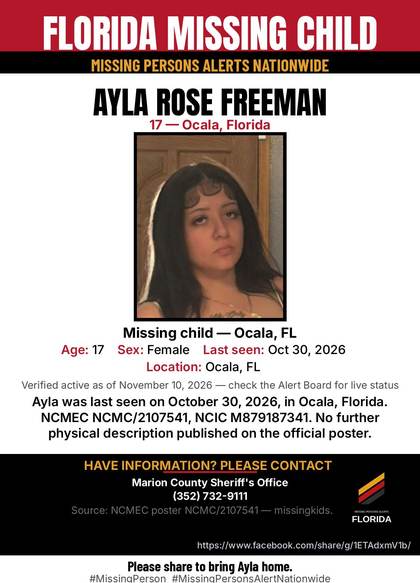 FLORIDA MISSING CHILD
MISSING PERSONS ALERTS NATIONWIDE
AYLA ROSE FREEMAN
17 — Ocala, Florida
Missing child — Ocala, FL
Age: 17 Sex: Female Last seen: Oct 30, 2026
Location: Ocala, FL
Verified active as of November 10, 2026 — check the Alert Board for live status
Ayla was last seen on October 30, 2026, in Ocala, Florida.
NCMEC NCMC/2107541, NCIC M879187341. No further
physical description published on the official poster.
HAVE INFORMATION? PLEASE CONTACT
Marion County Sheriff's Office
(352) 732-9111
Source: NCMEC poster NCMC/2107541 — missingkids.
MISSING PERSONS ALERTS NATIONWIDE
FLORIDA
https://www.facebook.com/share/g/1ETAdxmV1b/
Please share to bring Ayla home.
#MissingPerson #MissingPersonsAlertNationwide